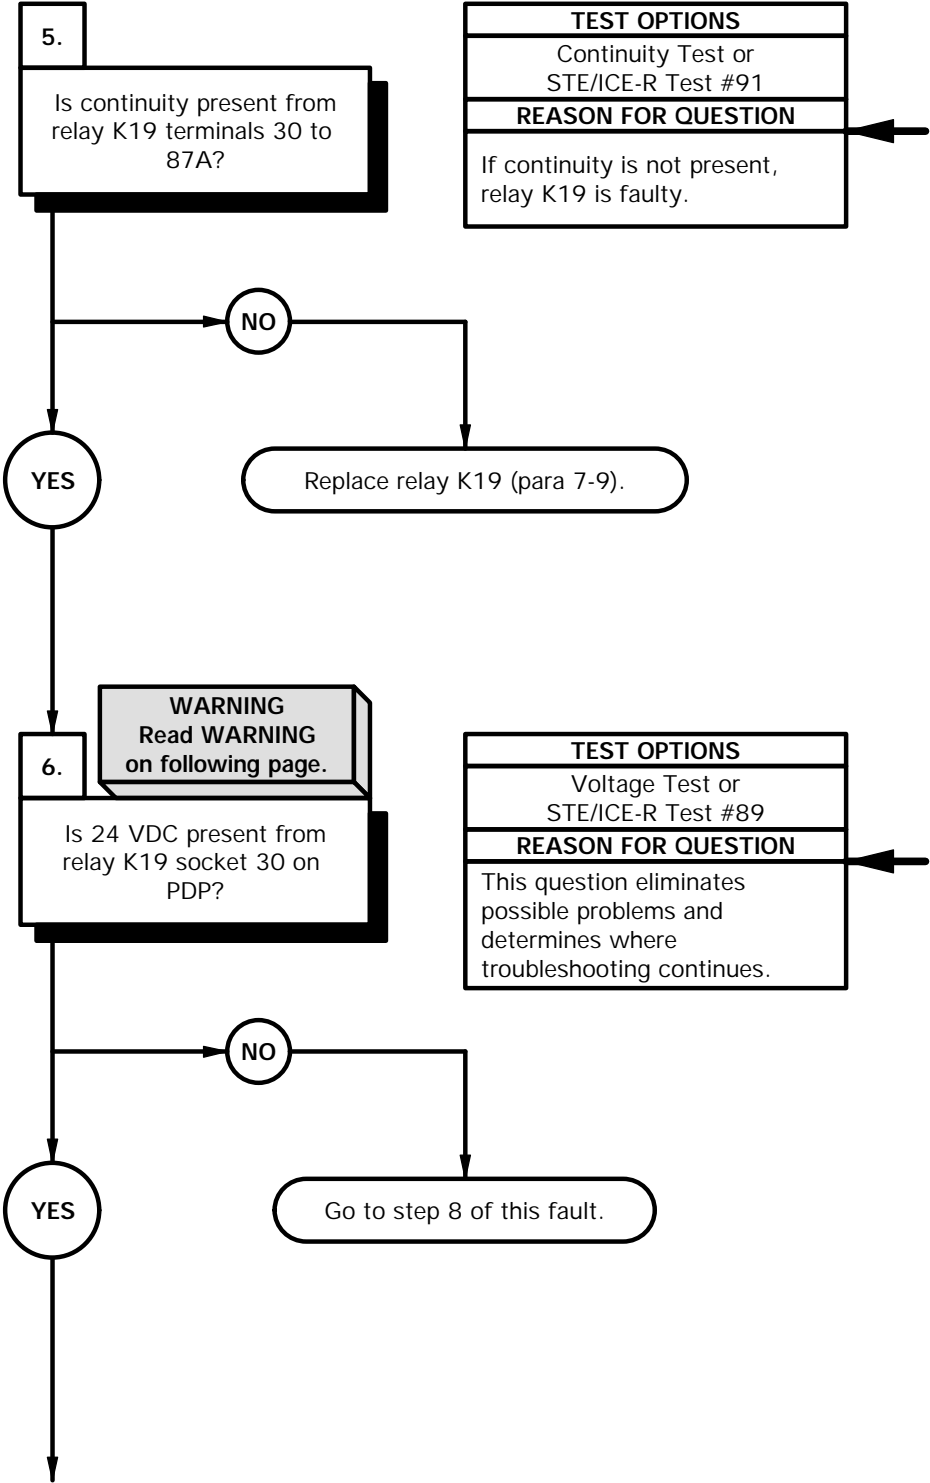 5.
Is continuity present from
relay K19 terminals 30 to
87A?
TEST OPTIONS
Continuity Test or
STE/ICE-R Test #91
REASON FOR QUESTION
If continuity is not present,
relay K19 is faulty.
NO
YES
Replace relay K19 (para 7-9).
WARNING
Read WARNING
on following page.
6.
Is 24 VDC present from
relay K19 socket 30 on
PDP?
TEST OPTIONS
Voltage Test or
STE/ICE-R Test #89
REASON FOR QUESTION
This question eliminates
possible problems and
determines where
troubleshooting continues.
NO
YES
Go to step 8 of this fault.